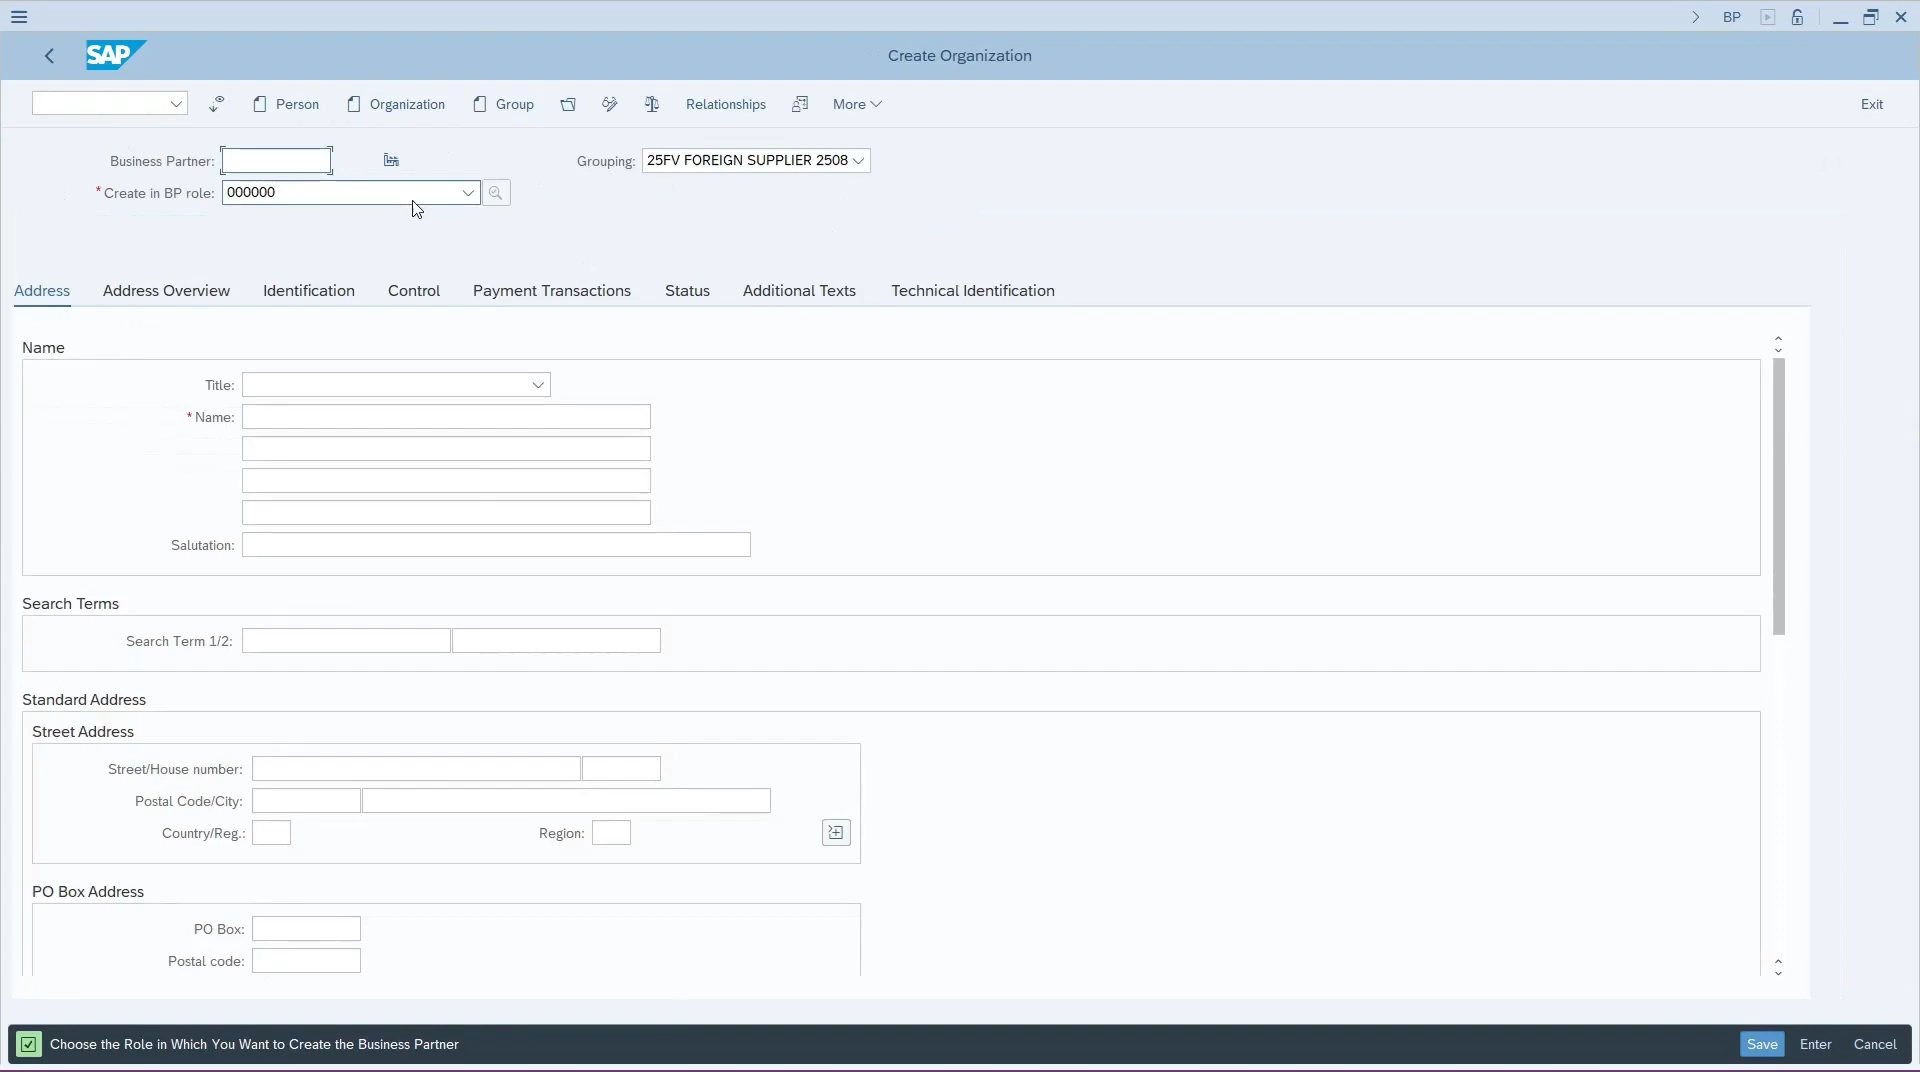 BP
SAP
Create Organization
Person Organization Group Relationships More Exit
Business Partner: Grouping: 25FV FOREIGN SUPPLIER 2508
* Create in BP role: 000000
Address Address Overview Identification Control Payment Transactions Status Additional Texts Technical Identification
Name
Title:
* Name:
Salutation:
Search Terms
Search Term 1/2:
Standard Address
Street Address
Street/House number:
Postal Code/City:
Country/Reg.: Region:
PO Box Address
PO Box:
Postal code:
Choose the Role in Which You Want to Create the Business Partner Save Enter Cancel